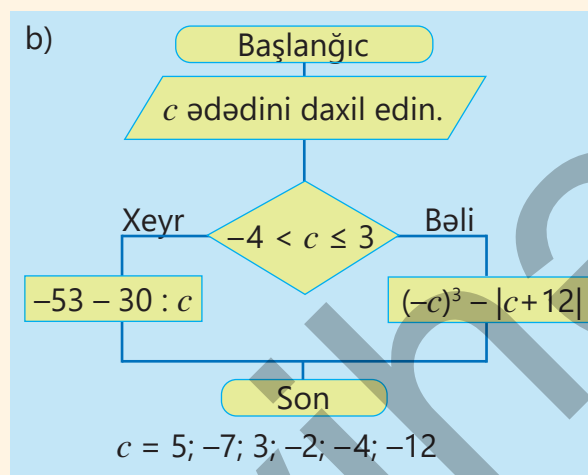 b)
Başlanğıc
c ədədini daxil edin.
Xeyr
–4 < c ≤ 3
Bəli
–53 – 30 : c
(–c)³ – |c+12|
Son
c = 5; –7; 3; –2; –4; –12